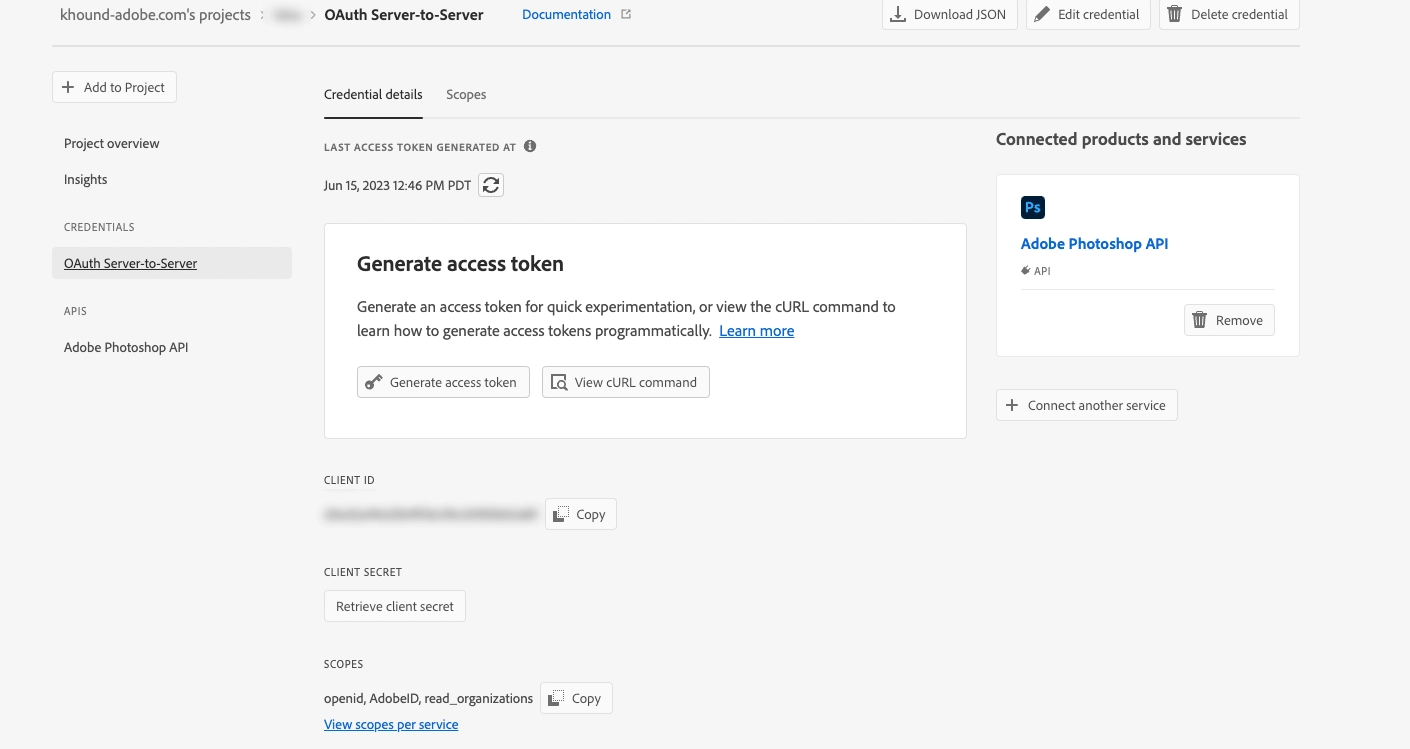 khound-adobe.com's projects > > OAuth Server-to-Server Documentation
Download JSON
Edit credential
Delete credential
+ Add to Project
Project overview
Insights
CREDENTIALS
OAuth Server-to-Server
APIS
Adobe Photoshop API
Credential details
Scopes
LAST ACCESS TOKEN GENERATED AT
Jun 15, 2023 12:46 PM PDT
Generate access token
Generate an access token for quick experimentation, or view the cURL command to
learn how to generate access tokens programmatically. Learn more
Generate access token
View cURL command
CLIENT ID
Copy
CLIENT SECRET
Retrieve client secret
SCOPES
openid, AdobeID, read_organizations
Copy
View scopes per service
Connected products and services
Ps
Adobe Photoshop API
API
Remove
+ Connect another service